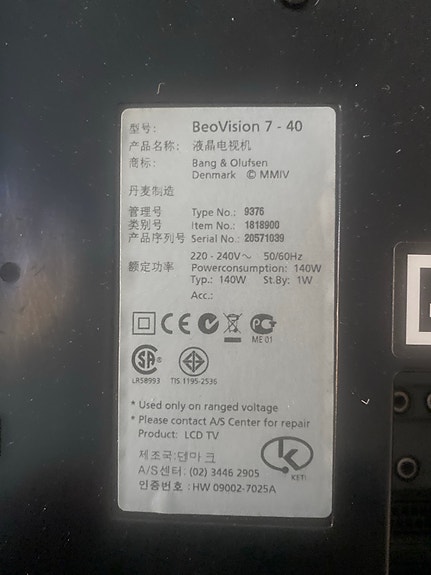 型号: BeoVision 7 - 40
产品名称: 液晶电视机
商标: Bang & Olufsen
Denmark © MMIV
丹麦制造
管理号 Type No.: 9376
类别号 Item No.: 1818900
产品序列号 Serial No.: 20571039
额定功率 220 - 240V~ 50/60Hz
Powerconsumption: 140W
Typ.: 140W St.By: 1W
Acc.:
CE
PG
ME 01
SA
LR58993 TIS 1195-2536
* Used only on ranged voltage
* Please contact A/S Center for repair
Product: LCD TV
제조국:덴마크
A/S센터: (02) 3446 2905
인증번호: HW 09002-7025A
KETI